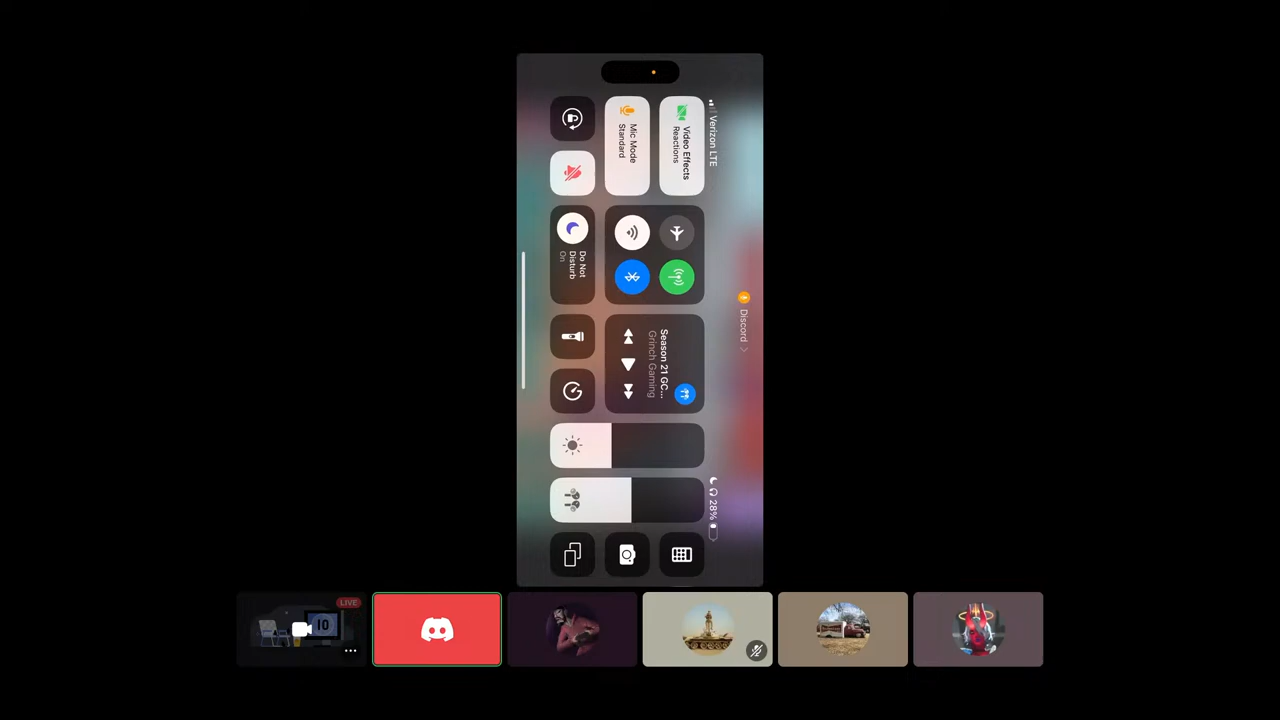 Verizon LTE
28%
Discord
Video Effects
Reactions
Mic Mode
Standard
Season 21 GC...
Grinch Gaming
Do Not
Disturb
On
LIVE
10